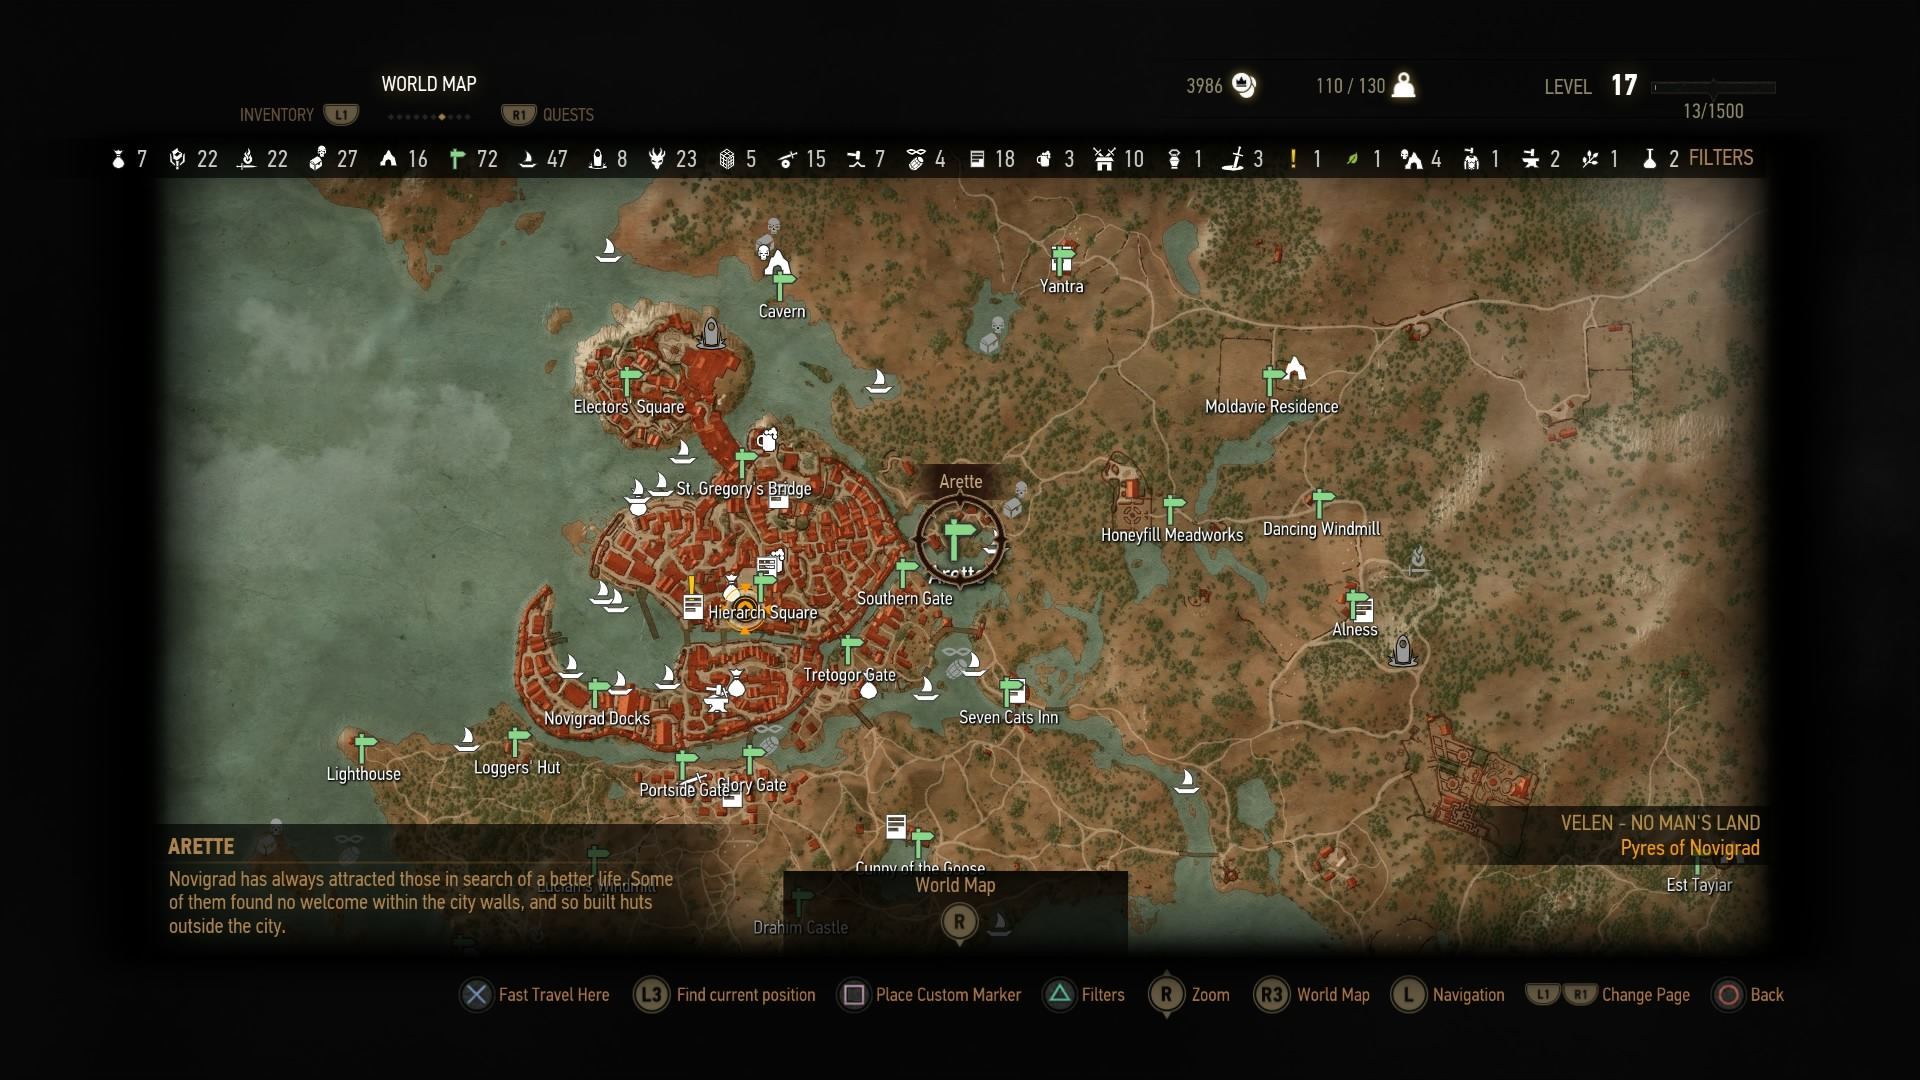 WORLD MAP
3986
110 / 130
LEVEL 17
13/1500
INVENTORY L1
R1 QUESTS
7 22 22 27 16 72 47 8 23 5 15 7 4 18 3 10 1 3 1 1 4 1 2 1 2 FILTERS
Yantra
Cavern
Electors' Square
Moldavie Residence
Arette
St. Gregory's Bridge
Honeyfill Meadworks
Dancing Windmill
Arette
Southern Gate
Hierarch Square
Alness
Tretogor Gate
Novigrad Docks
Seven Cats Inn
Loggers' Hut
Lighthouse
Portside Gate
Glory Gate
Cunny of the Goose
VELEN - NO MAN'S LAND
Pyres of Novigrad
Est Tayiar
ARETTE
Novigrad has always attracted those in search of a better life. Some
of them found no welcome within the city walls, and so built huts
outside the city.
Lucian's Windmill
World Map
R
Drahim Castle
Fast Travel Here
L3 Find current position
Place Custom Marker
Filters
R Zoom
R3 World Map
L Navigation
L1 R1 Change Page
Back